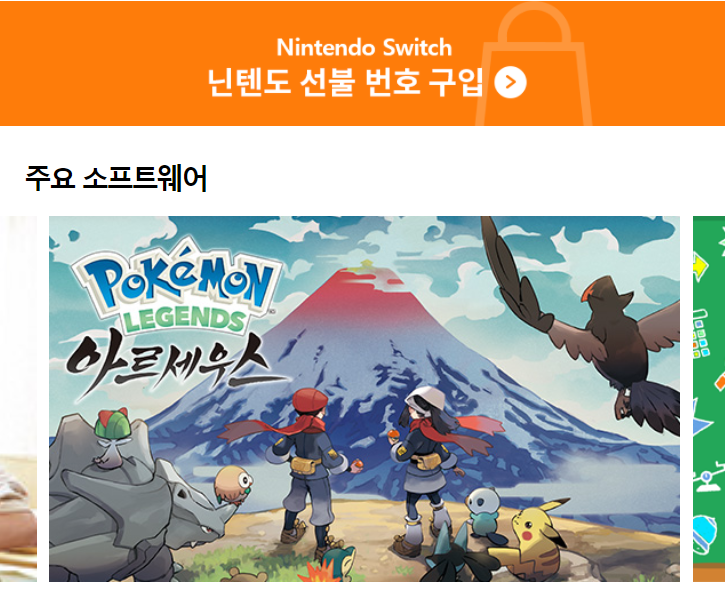 Nintendo Switch
닌텐도 선불 번호 구입
주요 소프트웨어
POKéMON
LEGENDS
아르세우스